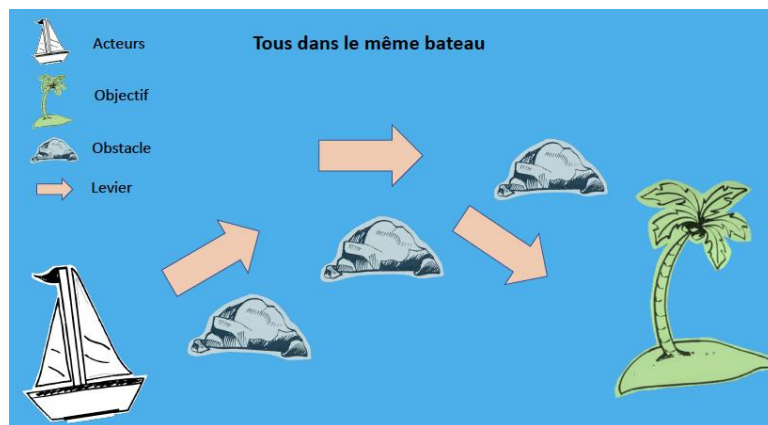 Tous dans le même bateau
Acteurs
Objectif
Obstacle
Levier